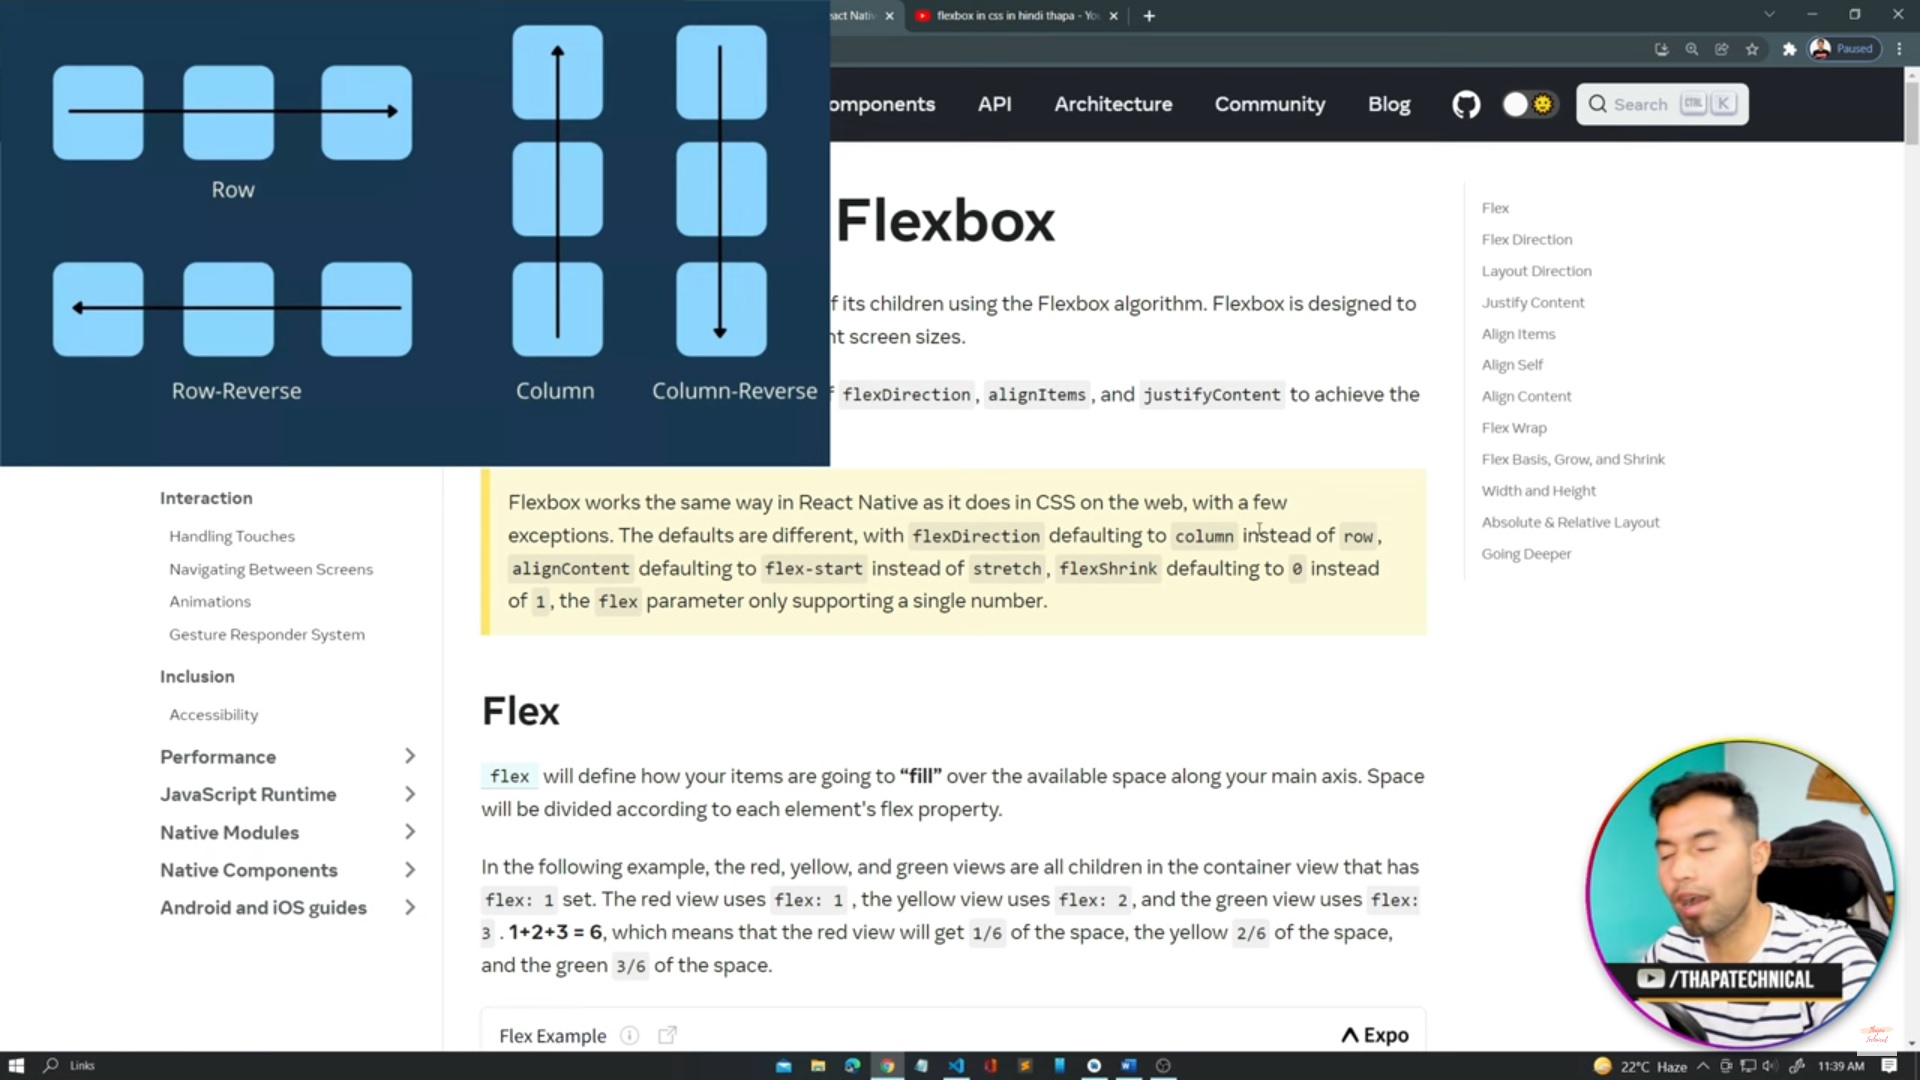 act Nativ
flexbox in css in hindi thapa - You
Paused
omponents
API
Architecture
Community
Blog
Search
CTRL
K
Row
Row-Reverse
Column
Column-Reverse
Flexbox
f its children using the Flexbox algorithm. Flexbox is designed to
nt screen sizes.
flexDirection, alignItems, and justifyContent to achieve the
Flex
Flex Direction
Layout Direction
Justify Content
Align Items
Align Self
Align Content
Flex Wrap
Flex Basis, Grow, and Shrink
Width and Height
Absolute & Relative Layout
Going Deeper
Interaction
Handling Touches
Navigating Between Screens
Animations
Gesture Responder System
Inclusion
Accessibility
Performance
JavaScript Runtime
Native Modules
Native Components
Android and iOS guides
Flexbox works the same way in React Native as it does in CSS on the web, with a few
exceptions. The defaults are different, with flexDirection defaulting to column instead of row,
alignContent defaulting to flex-start instead of stretch, flexShrink defaulting to 0 instead
of 1, the flex parameter only supporting a single number.
Flex
flex will define how your items are going to “fill” over the available space along your main axis. Space
will be divided according to each element's flex property.
In the following example, the red, yellow, and green views are all children in the container view that has
flex: 1 set. The red view uses flex: 1, the yellow view uses flex: 2, and the green view uses flex:
3. 1+2+3 = 6, which means that the red view will get 1/6 of the space, the yellow 2/6 of the space,
and the green 3/6 of the space.
Flex Example
Expo
/THAPATECHNICAL
Links
22°C Haze
11:39 AM